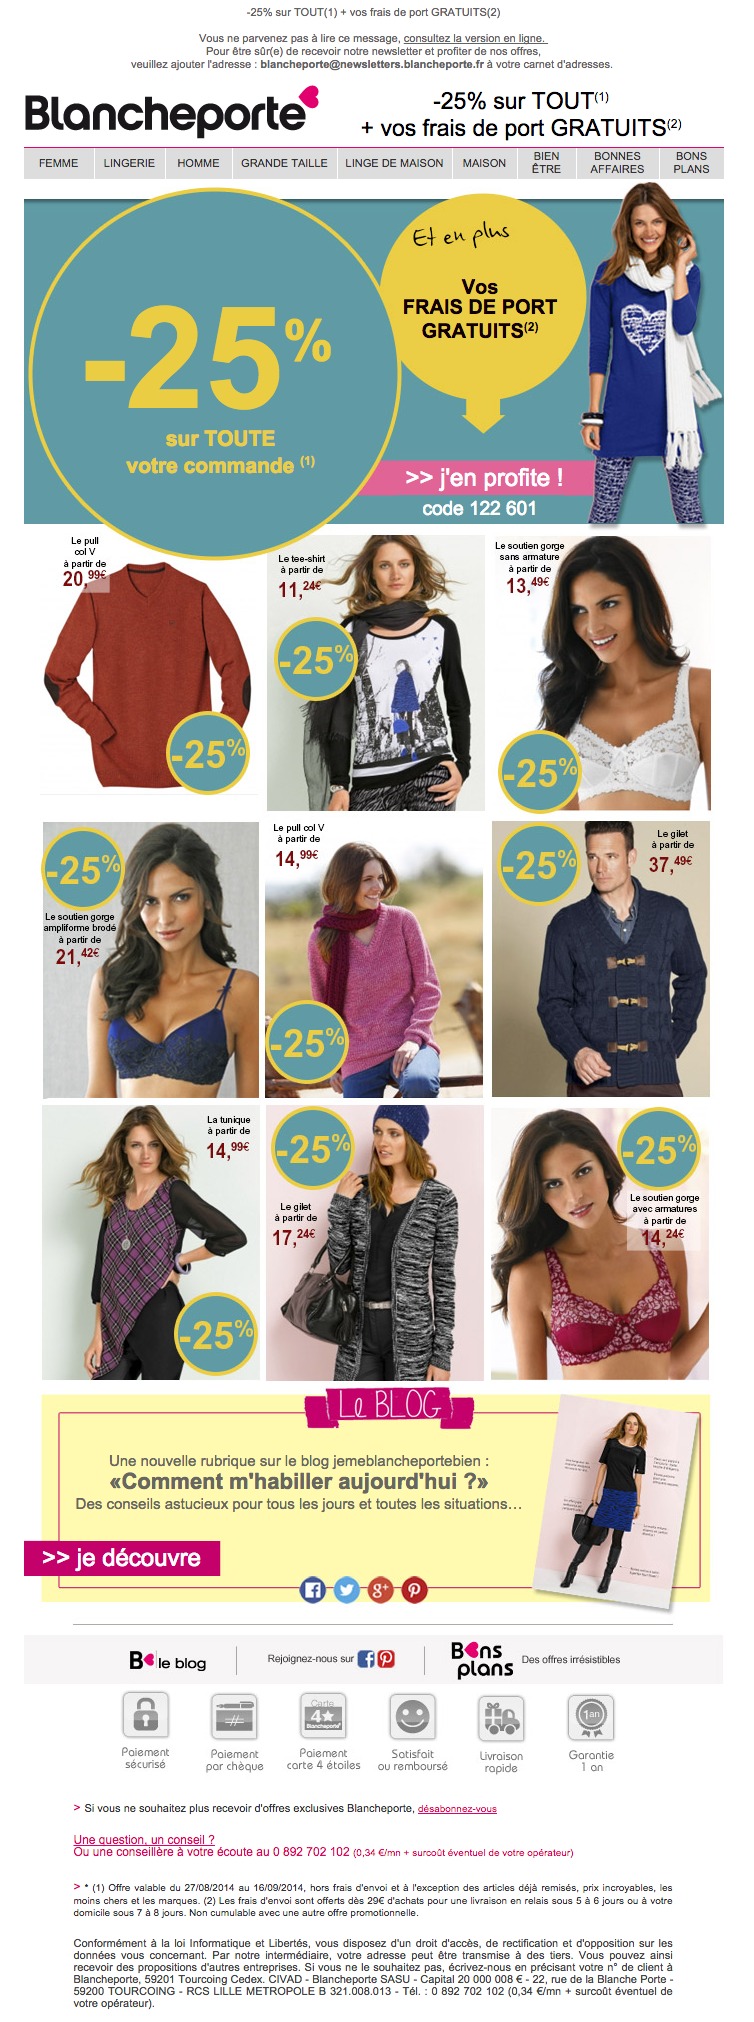 -25% sur TOUT(1) + vos frais de port GRATUITS(2)
Vous ne parvenez pas à lire ce message, consultez la version en ligne.
Pour être sûr(e) de recevoir notre newsletter et profiter de nos offres,
veuillez ajouter l'adresse : blancheporte@newsletters.blancheporte.fr à votre carnet d'adresses.
Blancheporte
-25% sur TOUT(1)
+ vos frais de port GRATUITS(2)
FEMME LINGERIE HOMME GRANDE TAILLE LINGE DE MAISON MAISON BIEN ÊTRE BONNES AFFAIRES BONS PLANS
-25%
sur TOUTE
votre commande (1)
Et en plus
Vos
FRAIS DE PORT
GRATUITS(2)
>> j'en profite !
code 122 601
Le pull
col V
à partir de
20,99€
-25%
Le tee-shirt
à partir de
11,24€
-25%
Le soutien gorge
sans armature
à partir de
13,49€
-25%
-25%
Le soutien gorge
ampliforme brodé
à partir de
21,42€
Le pull col V
à partir de
14,99€
-25%
-25%
Le gilet
à partir de
37,49€
La tunique
à partir de
14,99€
-25%
-25%
Le gilet
à partir de
17,24€
-25%
Le soutien gorge
avec armatures
à partir de
14,24€
Le BLOG
Une nouvelle rubrique sur le blog jemeblancheportebien :
«Comment m'habiller aujourd'hui ?»
Des conseils astucieux pour tous les jours et toutes les situations…
>> je découvre
B le blog
Rejoignez-nous sur
Bons plans
Des offres irrésistibles
Carte
4★
Blancheporte
1an
Paiement
sécurisé
Paiement
par chèque
Paiement
carte 4 étoiles
Satisfait
ou remboursé
Livraison
rapide
Garantie
1 an
> Si vous ne souhaitez plus recevoir d'offres exclusives Blancheporte, désabonnez-vous
Une question, un conseil ?
Ou une conseillère à votre écoute au 0 892 702 102 (0,34 €/mn + surcoût éventuel de votre opérateur)
> * (1) Offre valable du 27/08/2014 au 16/09/2014, hors frais d'envoi et à l'exception des articles déjà remisés, prix incroyables, les
moins chers et les marques. (2) Les frais d'envoi sont offerts dès 29€ d'achats pour une livraison en relais sous 5 à 6 jours ou à votre
domicile sous 7 à 8 jours. Non cumulable avec une autre offre promotionnelle.
Conformément à la loi Informatique et Libertés, vous disposez d'un droit d'accès, de rectification et d'opposition sur les
données vous concernant. Par notre intermédiaire, votre adresse peut être transmise à des tiers. Vous pouvez ainsi
recevoir des propositions d'autres entreprises. Si vous ne le souhaitez pas, écrivez-nous en précisant votre n° de client à
Blancheporte, 59201 Tourcoing Cedex. CIVAD - Blancheporte SASU - Capital 20 000 008 € - 22, rue de la Blanche Porte -
59200 TOURCOING - RCS LILLE METROPOLE B 321.008.013 - Tél. : 0 892 702 102 (0,34 €/mn + surcoût éventuel de
votre opérateur).